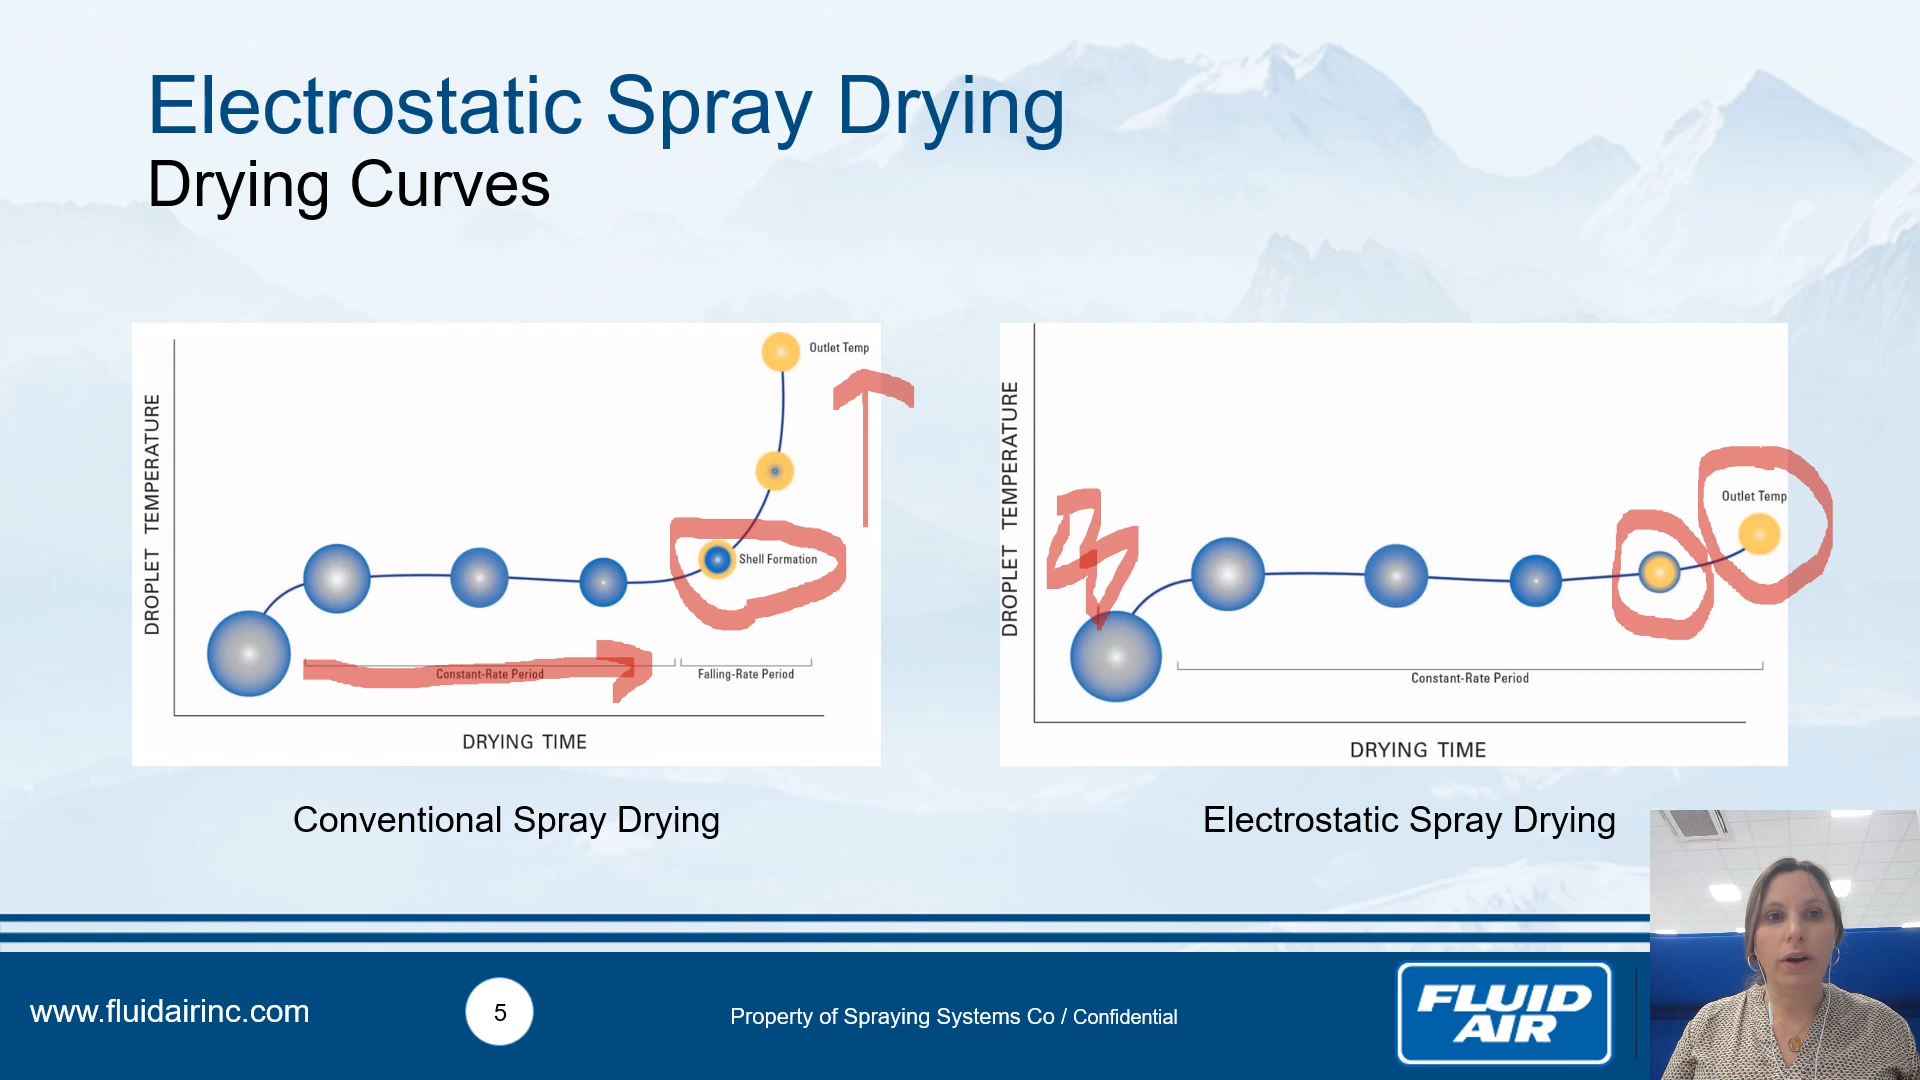 Electrostatic Spray Drying
Drying Curves
DROPLET TEMPERATURE
Outlet Temp
Shell Formation
Constant-Rate Period
Falling-Rate Period
DRYING TIME
Conventional Spray Drying
DROPLET TEMPERATURE
Outlet Temp
Constant-Rate Period
DRYING TIME
Electrostatic Spray Drying
www.fluidairinc.com
5
Property of Spraying Systems Co / Confidential
FLUID
AIR